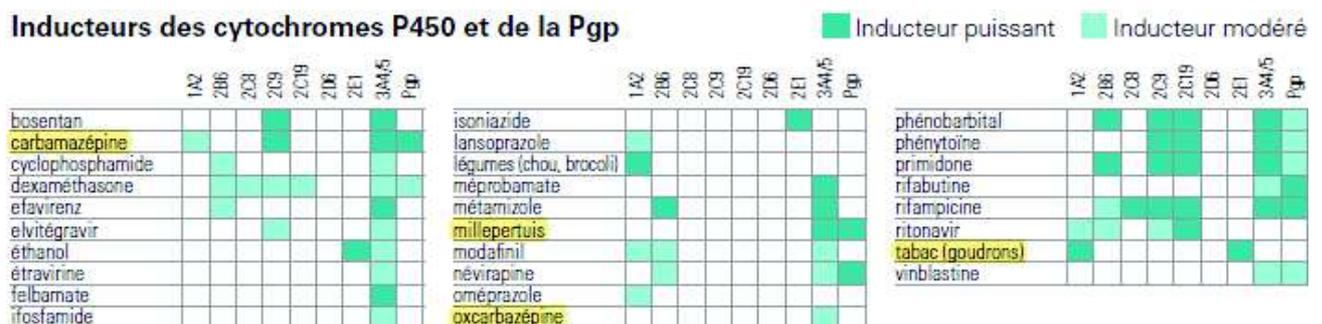 Inducteurs des cytochromes P450 et de la Pgp
Inducteur puissant
Inducteur modéré
1A2 2B6 2C8 2C9 2C19 2D6 2E1 3A4/5 Pgp
bosentan
carbamazépine
cyclophosphamide
dexaméthasone
efavirenz
elvitégravir
éthanol
étravirine
felbamate
ifosfamide
1A2 2B6 2C8 2C9 2C19 2D6 2E1 3A4/5 Pgp
isoniazide
lansoprazole
légumes (chou, brocoli)
méprobamate
métamizole
millepertuis
modafinil
névirapine
oméprazole
oxcarbazépine
1A2 2B6 2C8 2C9 2C19 2D6 2E1 3A4/5 Pgp
phénobarbital
phénytoïne
primidone
rifabutine
rifampicine
ritonavir
tabac (goudrons)
vinblastine